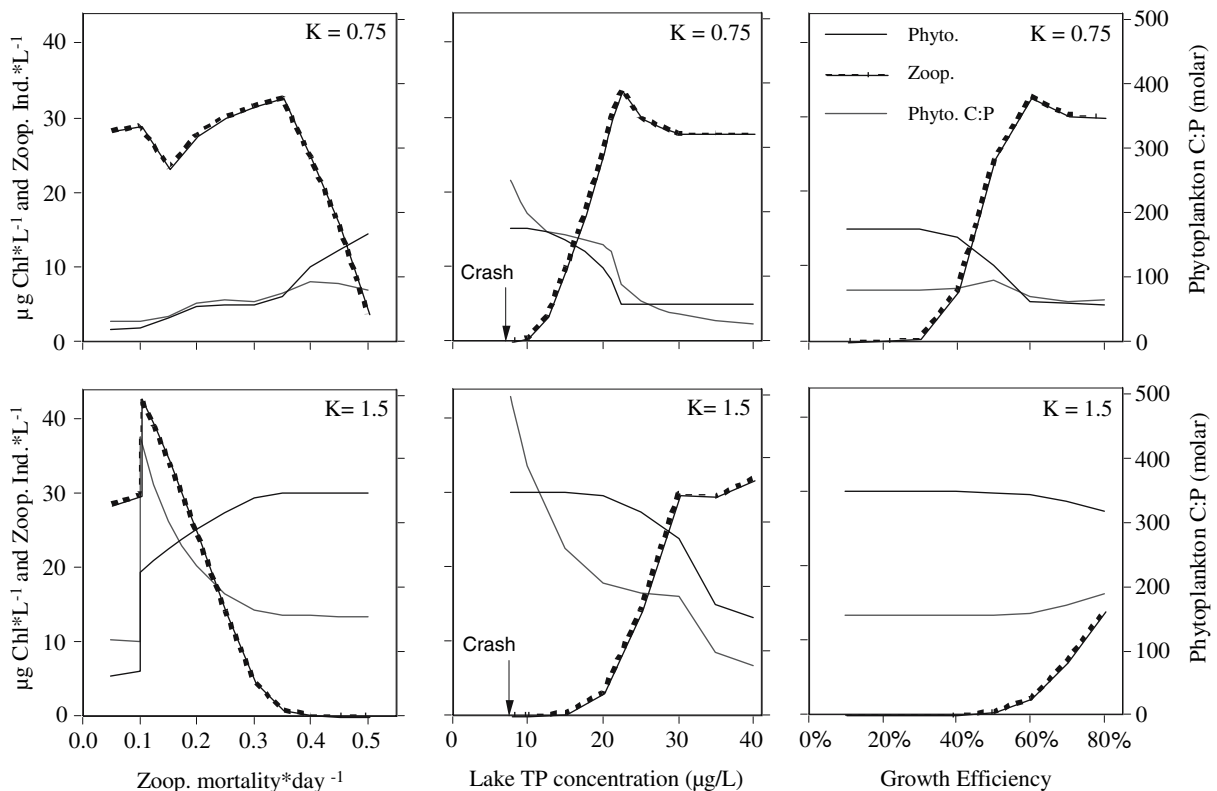 K = 0.75
K = 0.75
K = 0.75
500
400
300
200
100
0
40
30
20
10
0
µg Chl*L-1 and Zoop. Ind.*L-1
Phytoplankton C:P (molar)
Phyto.
Zoop.
Phyto. C:P
Crash
K= 1.5
K= 1.5
K = 1.5
500
400
300
200
100
0
40
30
20
10
0
µg Chl*L-1 and Zoop. Ind.*L-1
Phytoplankton C:P (molar)
Crash
0.0 0.1 0.2 0.3 0.4 0.5
0 10 20 30 40
0% 20% 40% 60% 80%
Zoop. mortality*day -1
Lake TP concentration (µg/L)
Growth Efficiency